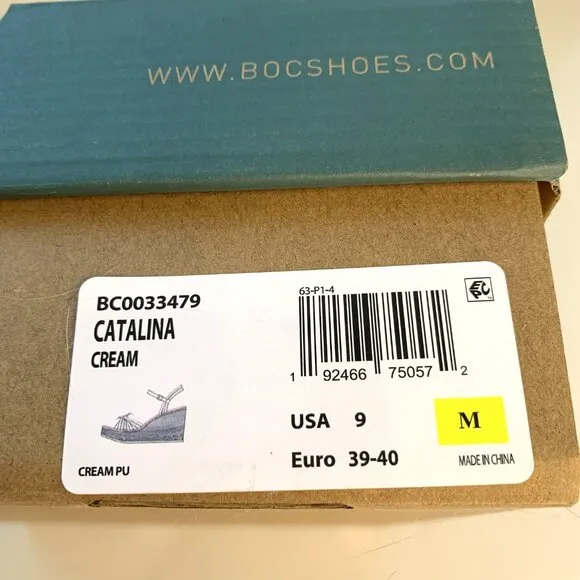 WWW.BOCSHOES.COM
BC0033479
CATALINA
CREAM
CREAM PU
63-P1-4
1 92466 75057 2
USA 9
M
Euro 39-40
MADE IN CHINA